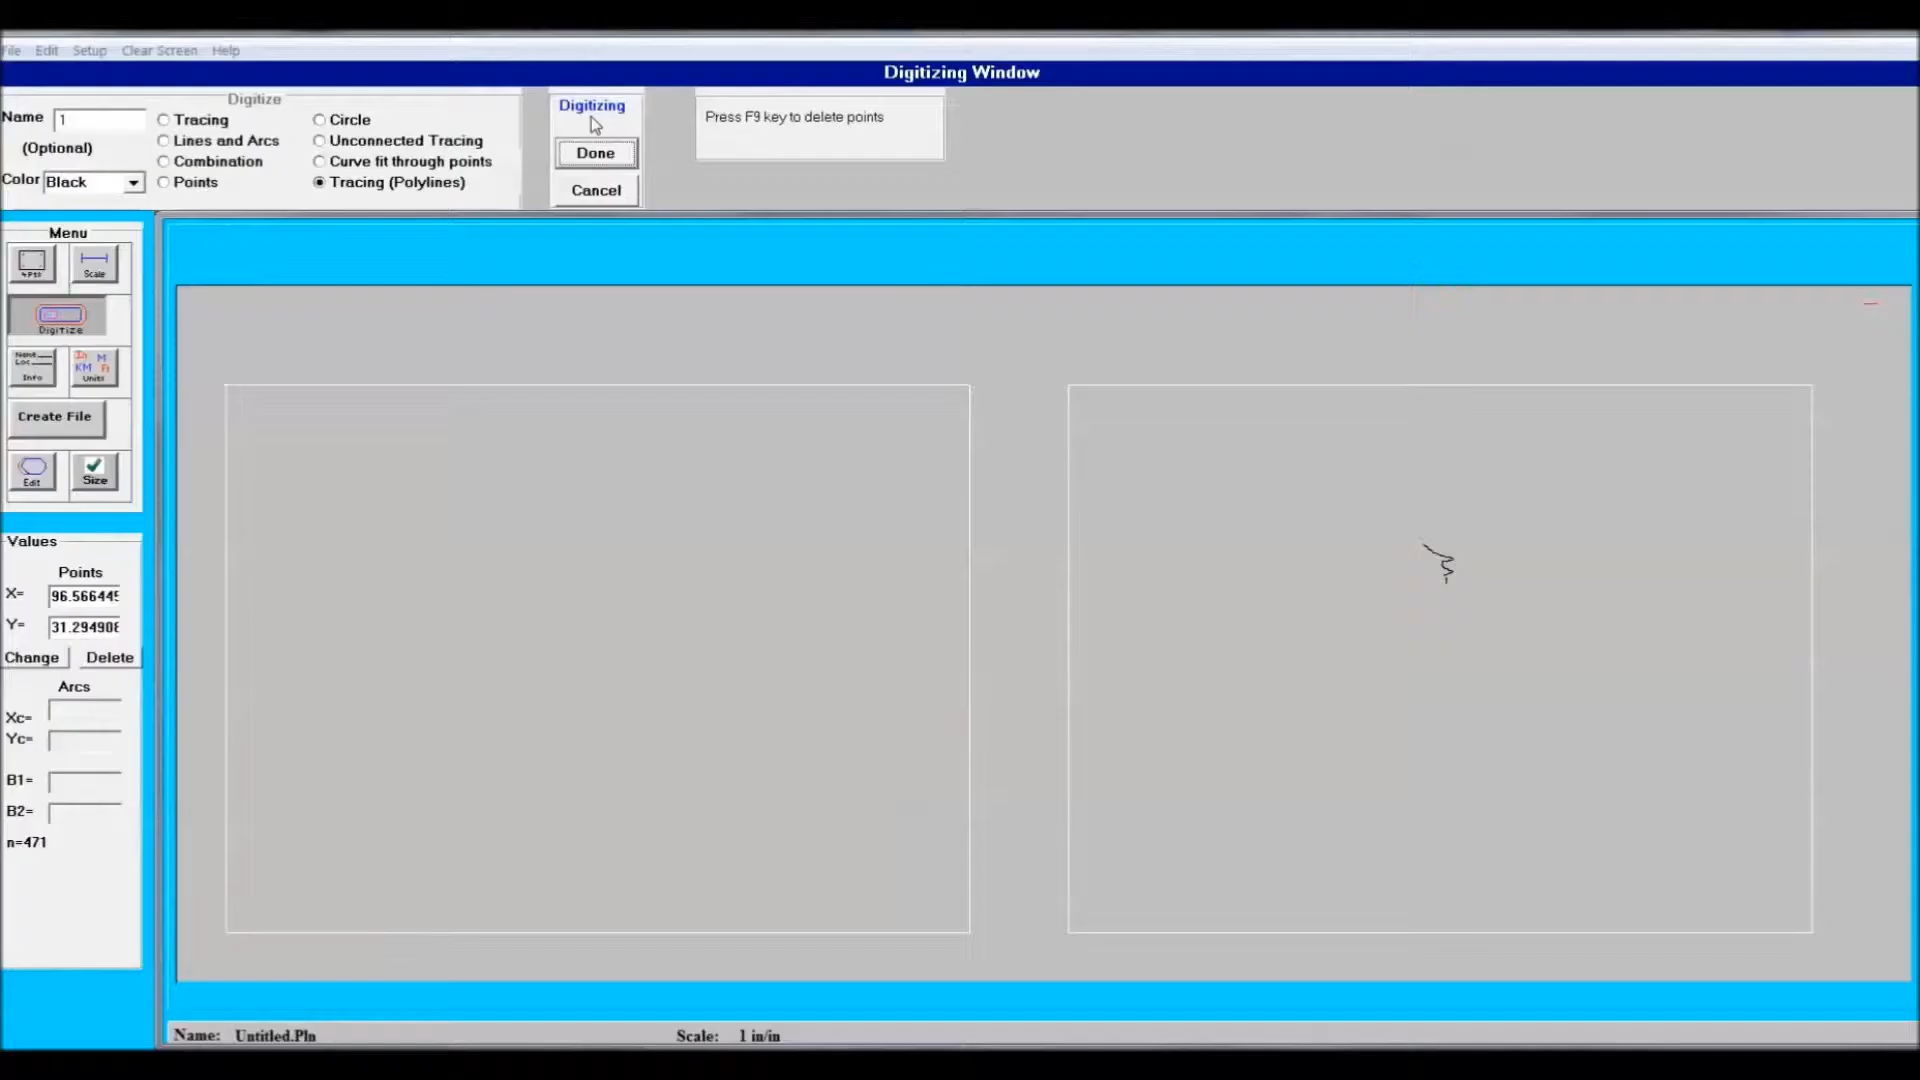 File Edit Setup Clear Screen Help
Digitizing Window
Digitize
Name 1
(Optional)
Color Black
Tracing
Lines and Arcs
Combination
Points
Circle
Unconnected Tracing
Curve fit through points
Tracing (Polylines)
Digitizing
Done
Cancel
Press F9 key to delete points
Menu
Scale
Digitize
Info
Units
Create File
Edit
Size
Values
Points
X= 96.566445
Y= 31.294908
Change Delete
Arcs
Xc=
Yc=
B1=
B2=
n=471
Name: Untitled.Pln
Scale: 1 in/in